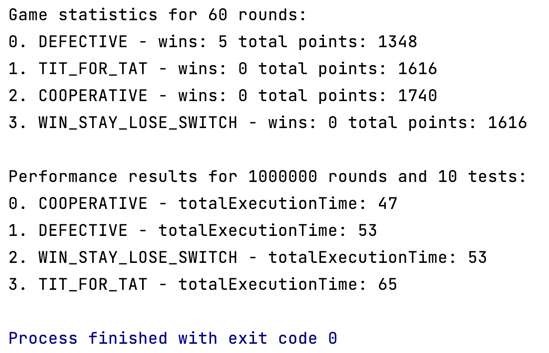 Game statistics for 60 rounds:
0. DEFECTIVE - wins: 5 total points: 1348
1. TIT_FOR_TAT - wins: 0 total points: 1616
2. COOPERATIVE - wins: 0 total points: 1740
3. WIN_STAY_LOSE_SWITCH - wins: 0 total points: 1616
Performance results for 1000000 rounds and 10 tests:
0. COOPERATIVE - totalExecutionTime: 47
1. DEFECTIVE - totalExecutionTime: 53
2. WIN_STAY_LOSE_SWITCH - totalExecutionTime: 53
3. TIT_FOR_TAT - totalExecutionTime: 65
Process finished with exit code 0